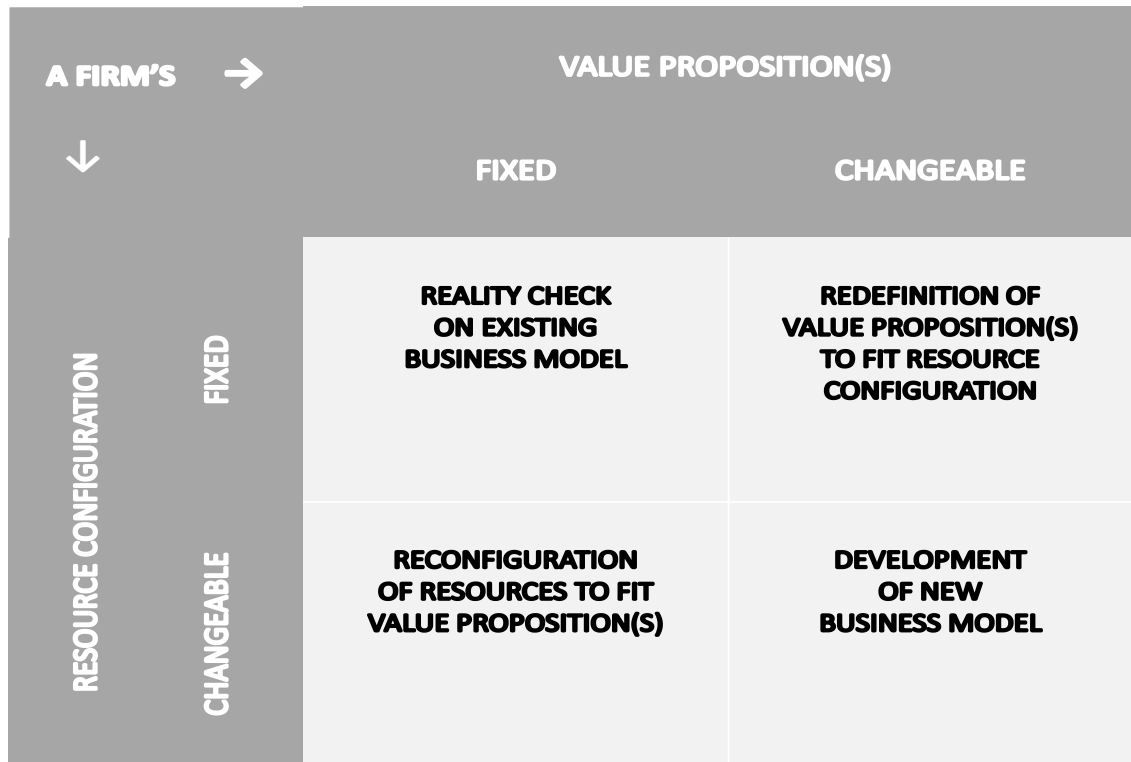 A FIRM'S →
↓
VALUE PROPOSITION(S)
FIXED
CHANGEABLE
RESOURCE CONFIGURATION
FIXED
REALITY CHECK
ON EXISTING
BUSINESS MODEL
REDEFINITION OF
VALUE PROPOSITION(S)
TO FIT RESOURCE
CONFIGURATION
CHANGEABLE
RECONFIGURATION
OF RESOURCES TO FIT
VALUE PROPOSITION(S)
DEVELOPMENT
OF NEW
BUSINESS MODEL